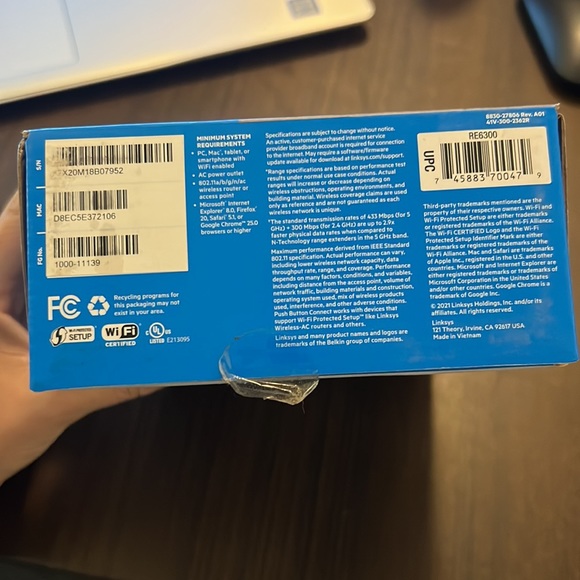 8830-27806 Rev. A01
41V-300-2362R
S/N
20M18B07952
MAC
D8EC5E372106
FG No.
1000-11139
FC
Recycling programs for
this packaging may not
exist in your area.
WI-FI PROTECTED
SETUP
Wi Fi
CERTIFIED
c UL US
LISTED
E213095
MINIMUM SYSTEM
REQUIREMENTS
• PC, Mac, tablet, or
smartphone with
WiFi enabled
• AC power outlet
• 802.11a/b/g/n/ac
wireless router or
access point
• Microsoft Internet
Explorer 8.0, Firefox
20, Safari 5.1, or
Google Chrome™ 25.0
browsers or higher
Specifications are subject to change without notice.
An active, customer-purchased internet service
provider broadband account is required for connection
to the internet. May require a software/firmware
update available for download at linksys.com/support.
*Range specifications are based on performance test
results under normal use case conditions. Actual
ranges will increase or decrease depending on
wireless obstructions, operating environments, and
building material. Wireless coverage claims are used
only as reference and are not guaranteed as each
wireless network is unique.
†The standard transmission rates of 433 Mbps (for 5
GHz) + 300 Mbps (for 2.4 GHz) are up to 2.9x
faster physical data rates when compared to
N-Technology range extenders in the 5 GHz band.
Maximum performance derived from IEEE Standard
802.11 specification. Actual performance can vary,
including lower wireless network capacity, data
throughput rate, range, and coverage. Performance
depends on many factors, conditions, and variables,
including distance from the access point, volume of
network traffic, building materials and construction,
operating system used, mix of wireless products
used, interference, and other adverse conditions.
Push Button Connect works with devices that
support Wi-Fi Protected Setup™ like Linksys
Wireless-AC routers and others.
Linksys and many product names and logos are
trademarks of the Belkin group of companies.
RE6300
UPC
7 45883 70047 9
Third-party trademarks mentioned are the
property of their respective owners. Wi-Fi and
Wi-Fi Protected Setup are either trademarks
or registered trademarks of the Wi-Fi Alliance.
The Wi-Fi CERTIFIED Logo and the Wi-Fi
Protected Setup Identifier Mark are either
trademarks or registered trademarks of the
Wi-Fi Alliance. Mac and Safari are trademarks
of Apple Inc., registered in the U.S. and other
countries. Microsoft and Internet Explorer are
either registered trademarks or trademarks of
Microsoft Corporation in the United States
and/or other countries. Google Chrome is a
trademark of Google Inc.
© 2021 Linksys Holdings, Inc. and/or its
affiliates. All rights reserved.
Linksys
121 Theory, Irvine, CA 92617 USA
Made in Vietnam